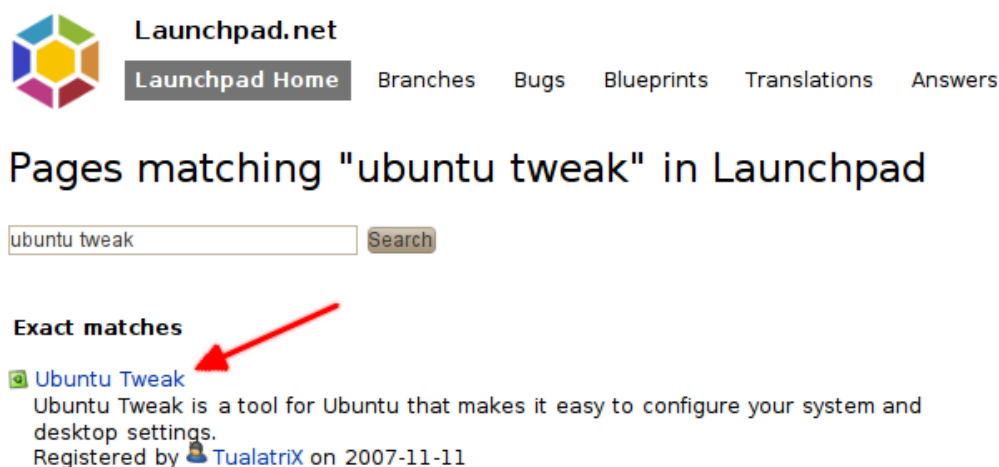 Launchpad.net
Launchpad Home Branches Bugs Blueprints Translations Answers
Pages matching "ubuntu tweak" in Launchpad
ubuntu tweak Search
Exact matches
Ubuntu Tweak
Ubuntu Tweak is a tool for Ubuntu that makes it easy to configure your system and
desktop settings.
Registered by TualatriX on 2007-11-11